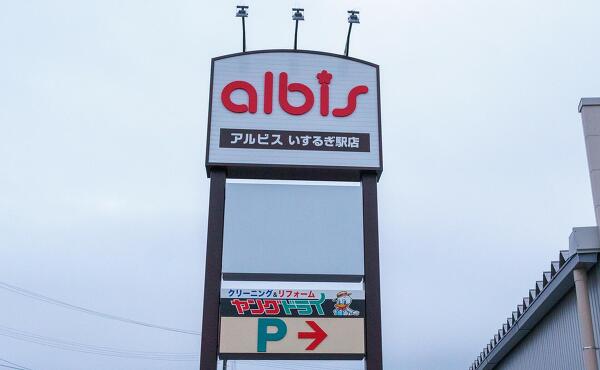 albis
アルビス いするぎ駅店
クリーニング&リフォーム
ヤングドライ
P →